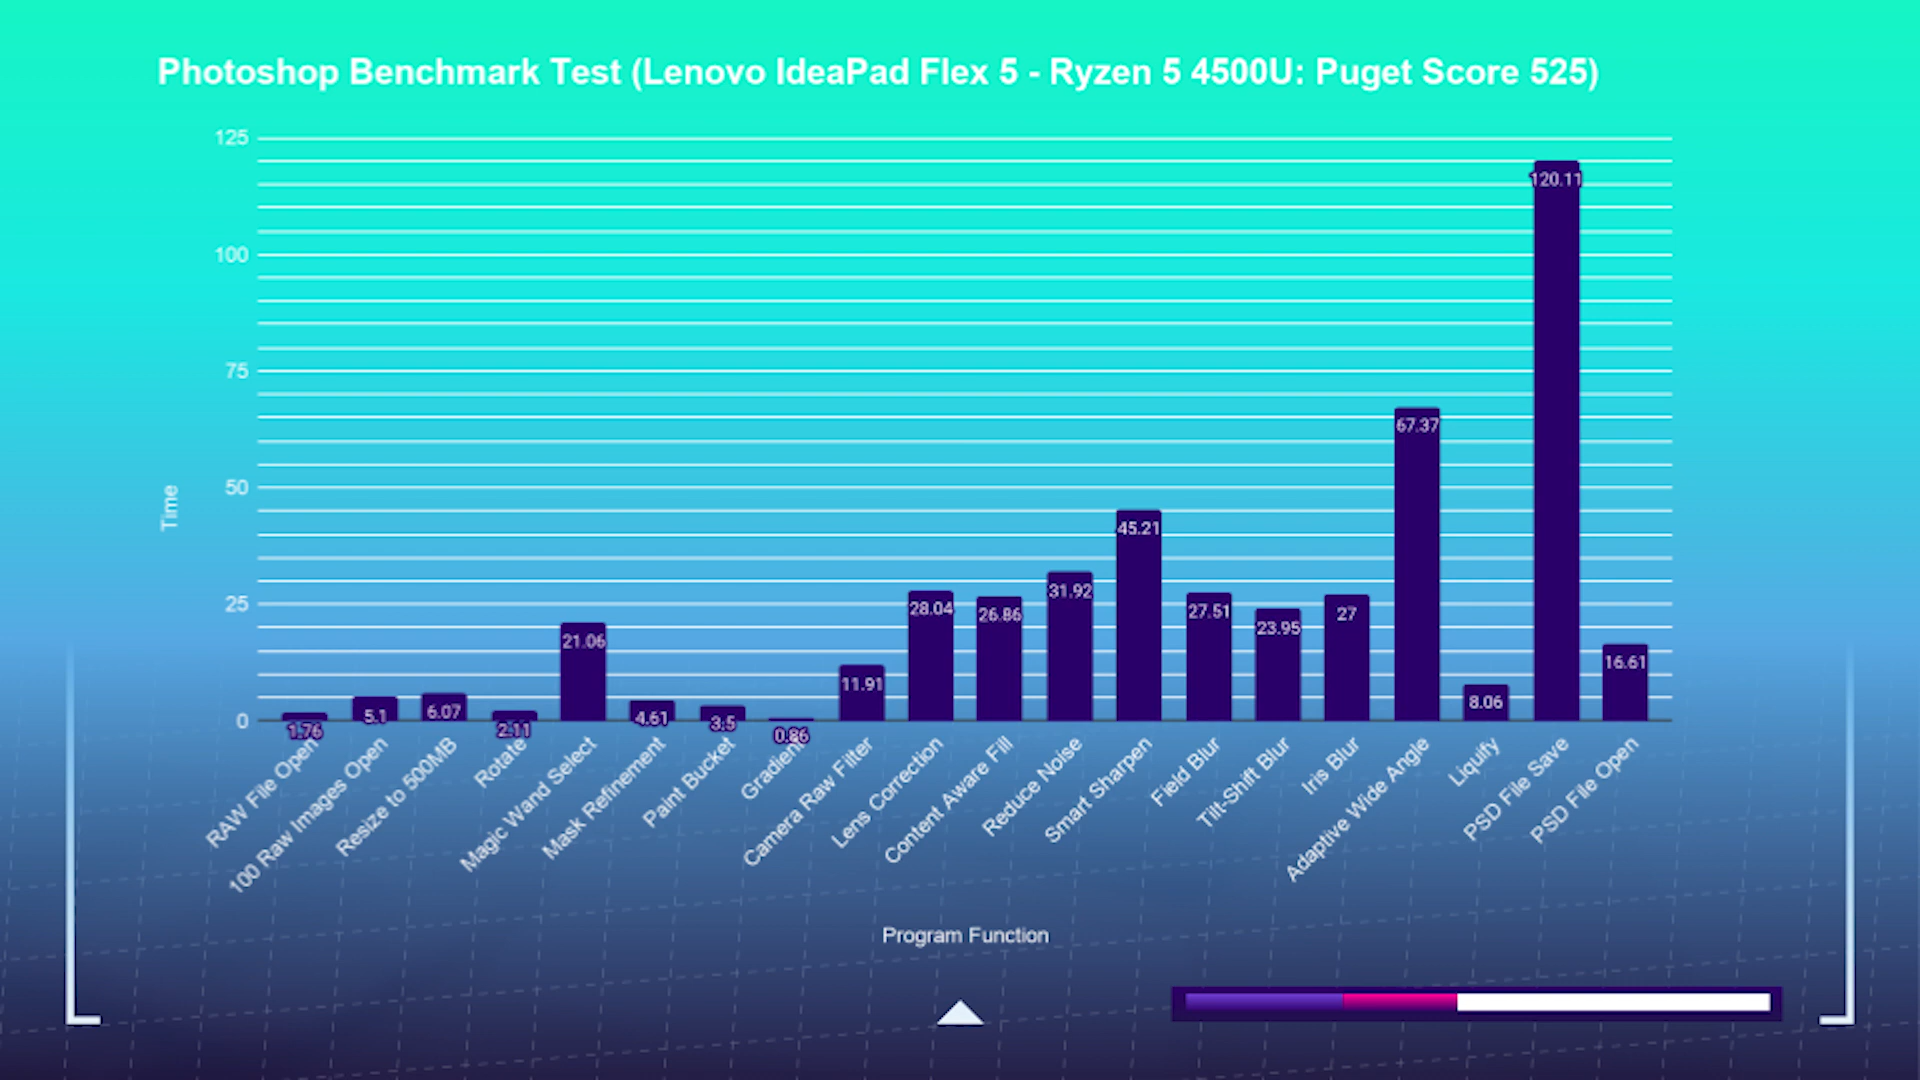 Photoshop Benchmark Test (Lenovo IdeaPad Flex 5 - Ryzen 5 4500U: Puget Score 525)
125
100
75
50
25
0
Time
1.76
5.1
6.07
2.11
21.06
4.61
3.5
0.86
11.91
28.04
26.86
31.92
45.21
27.51
23.95
27
67.37
8.06
120.11
16.61
RAW File Open
100 Raw Images Open
Resize to 500MB
Rotate
Magic Wand Select
Mask Refinement
Paint Bucket
Gradient
Camera Raw Filter
Lens Correction
Content Aware Fill
Reduce Noise
Smart Sharpen
Field Blur
Tilt-Shift Blur
Iris Blur
Adaptive Wide Angle
Liquify
PSD File Save
PSD File Open
Program Function